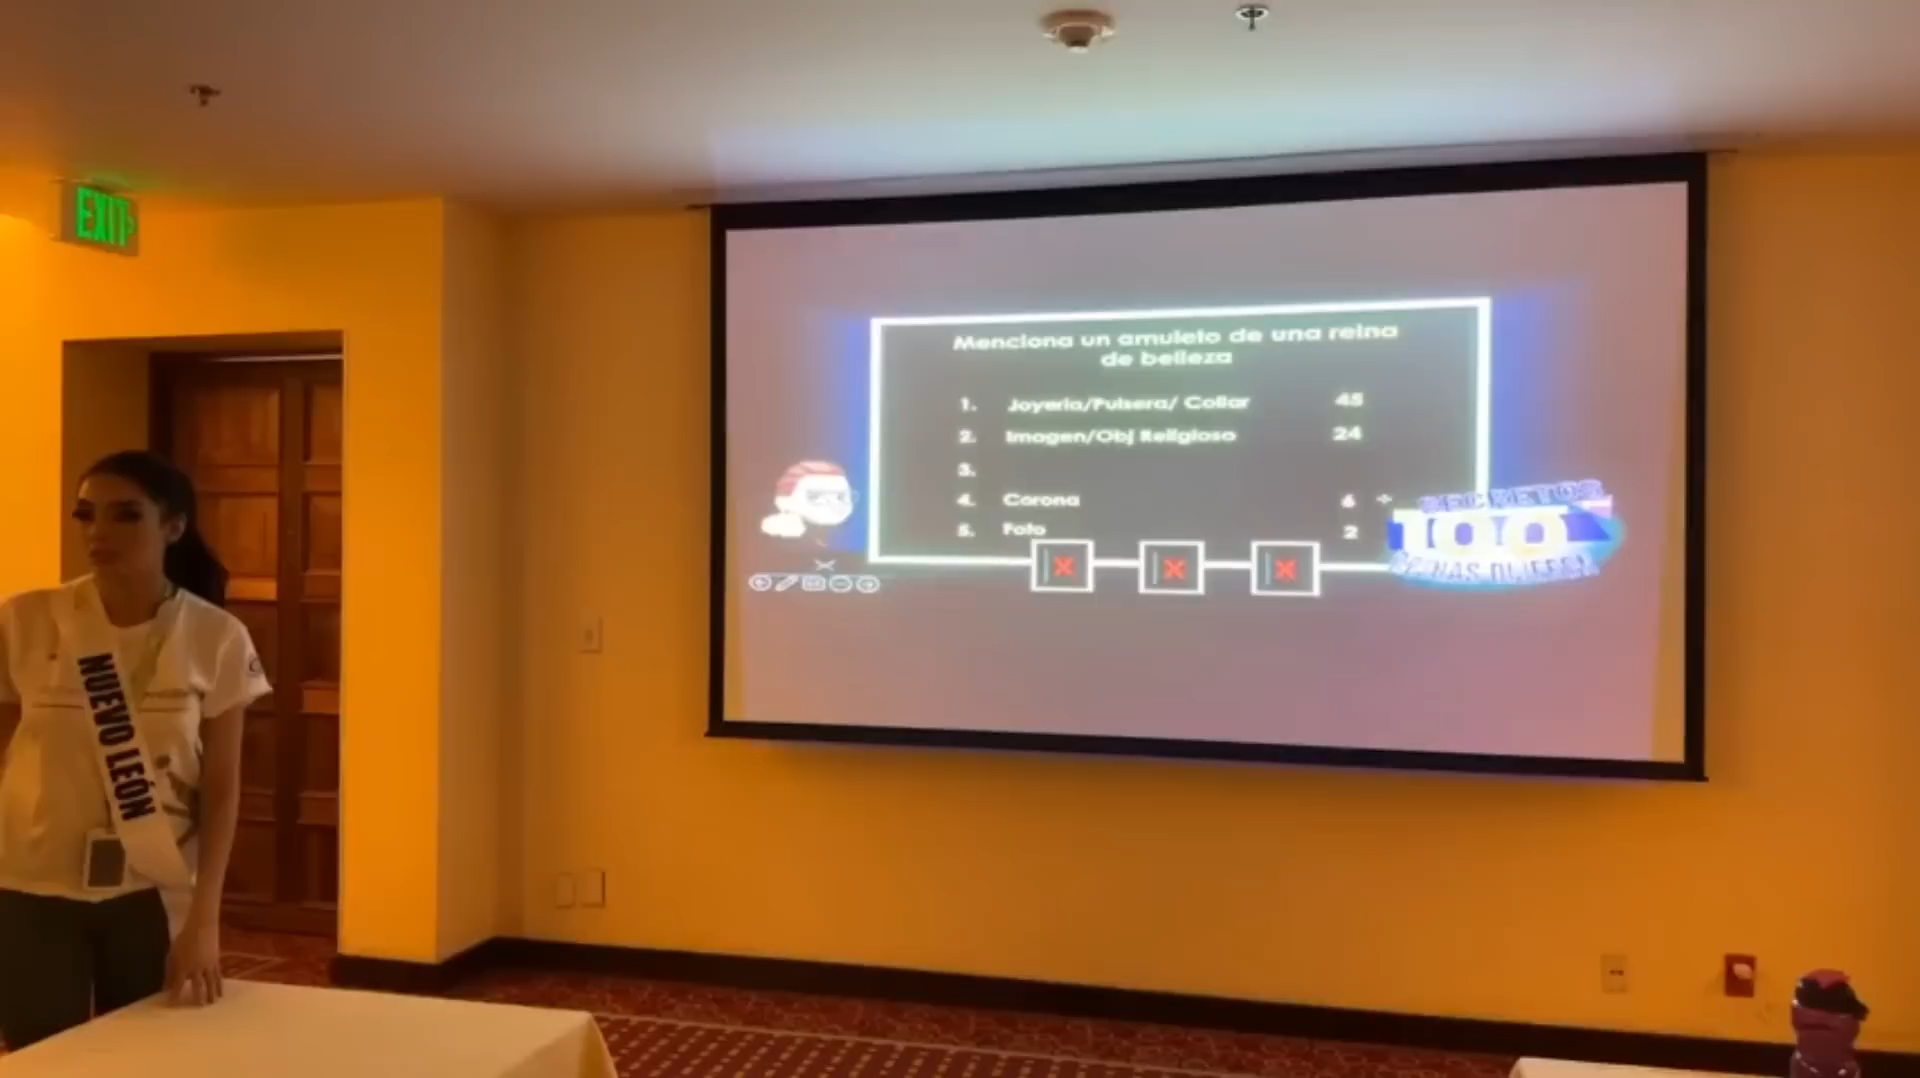 EXIT
Menciona un amuleto de una reina
de belleza
1. Joyeria/Pulsera/ Collar 45
2. Imagen/Obj Religioso 24
3.
4. Corona 6
5. Foto 2
X X X
SECRETOS
100
NUEVO LEÓN